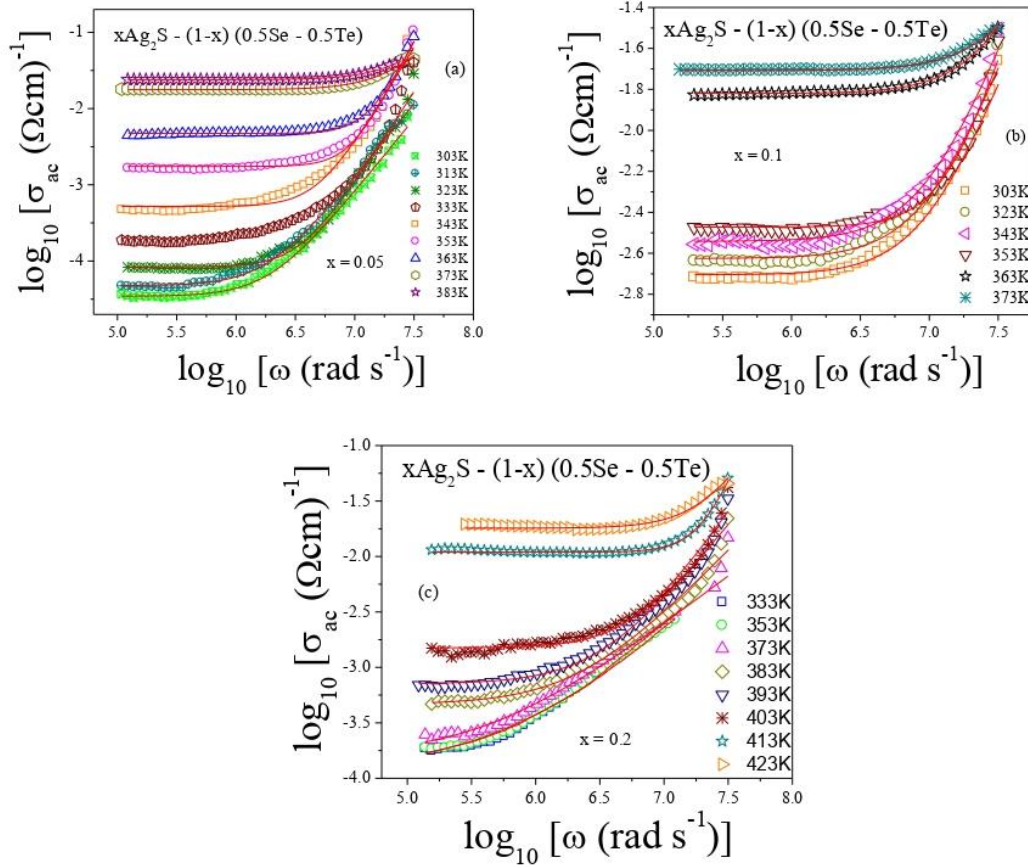 xAg₂S - (1-x) (0.5Se - 0.5Te)
(a)
-1
-2
-3
-4
log₁₀ [σ_ac (Ωcm)⁻¹]
303K
313K
323K
333K
343K
353K
363K
373K
383K
x = 0.05
5.0 5.5 6.0 6.5 7.0 7.5 8.0
log₁₀ [ω (rad s⁻¹)]
xAg₂S - (1-x) (0.5Se - 0.5Te)
(b)
-1.4
-1.6
-1.8
-2.0
-2.2
-2.4
-2.6
-2.8
log₁₀ [σ_ac (Ωcm)⁻¹]
x = 0.1
303K
323K
343K
353K
363K
373K
5.0 5.5 6.0 6.5 7.0 7.5
log₁₀ [ω (rad s⁻¹)]
xAg₂S - (1-x) (0.5Se - 0.5Te)
(c)
-1.0
-1.5
-2.0
-2.5
-3.0
-3.5
-4.0
log₁₀ [σ_ac (Ωcm)⁻¹]
333K
353K
373K
383K
393K
403K
413K
423K
x = 0.2
5.0 5.5 6.0 6.5 7.0 7.5 8.0
log₁₀ [ω (rad s⁻¹)]